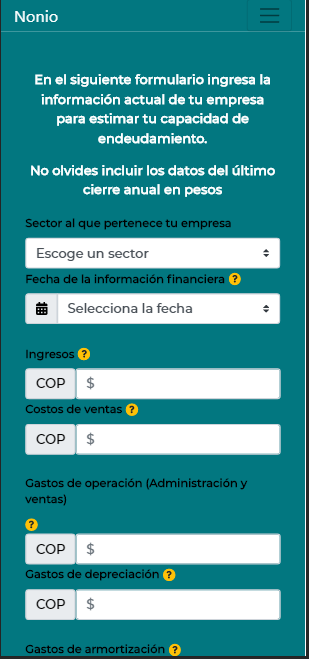 Nonio
En el siguiente formulario ingresa la
información actual de tu empresa
para estimar tu capacidad de
endeudamiento.
No olvides incluir los datos del último
cierre anual en pesos
Sector al que pertenece tu empresa
Escoge un sector
Fecha de la información financiera ?
Selecciona la fecha
Ingresos ?
COP $
Costos de ventas ?
COP $
Gastos de operación (Administración y
ventas)
?
COP $
Gastos de depreciación ?
COP $
Gastos de armortización ?